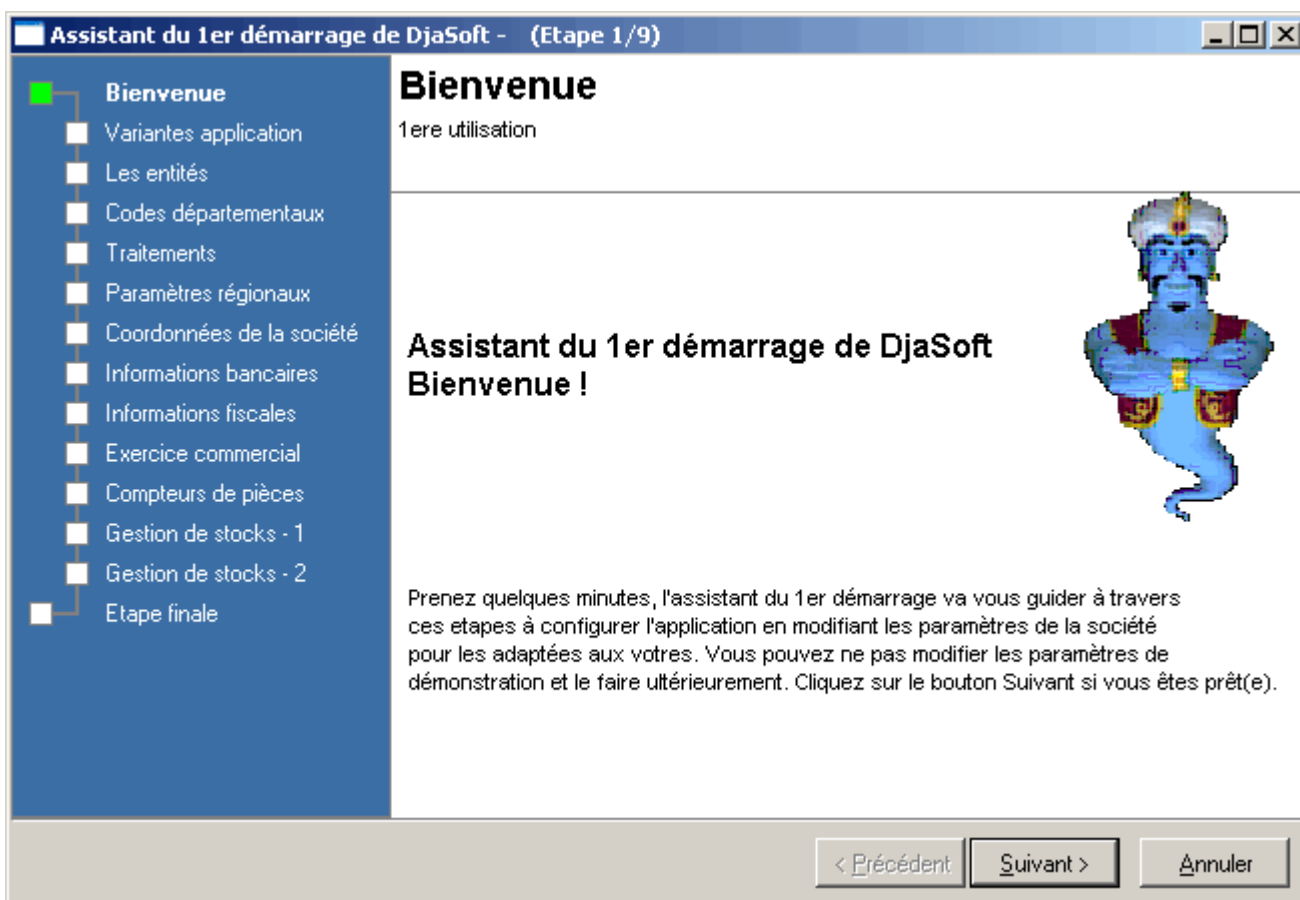 Assistant du 1er démarrage de DjaSoft -   (Etape 1/9)
Bienvenue
Variantes application
Les entités
Codes départementaux
Traitements
Paramètres régionaux
Coordonnées de la société
Informations bancaires
Informations fiscales
Exercice commercial
Compteurs de pièces
Gestion de stocks - 1
Gestion de stocks - 2
Etape finale
Bienvenue
1ere utilisation
Assistant du 1er démarrage de DjaSoft
Bienvenue !
Prenez quelques minutes, l'assistant du 1er démarrage va vous guider à travers
ces etapes à configurer l'application en modifiant les paramètres de la société
pour les adaptées aux votres. Vous pouvez ne pas modifier les paramètres de
démonstration et le faire ultérieurement. Cliquez sur le bouton Suivant si vous êtes prêt(e).
< Précédent
Suivant >
Annuler